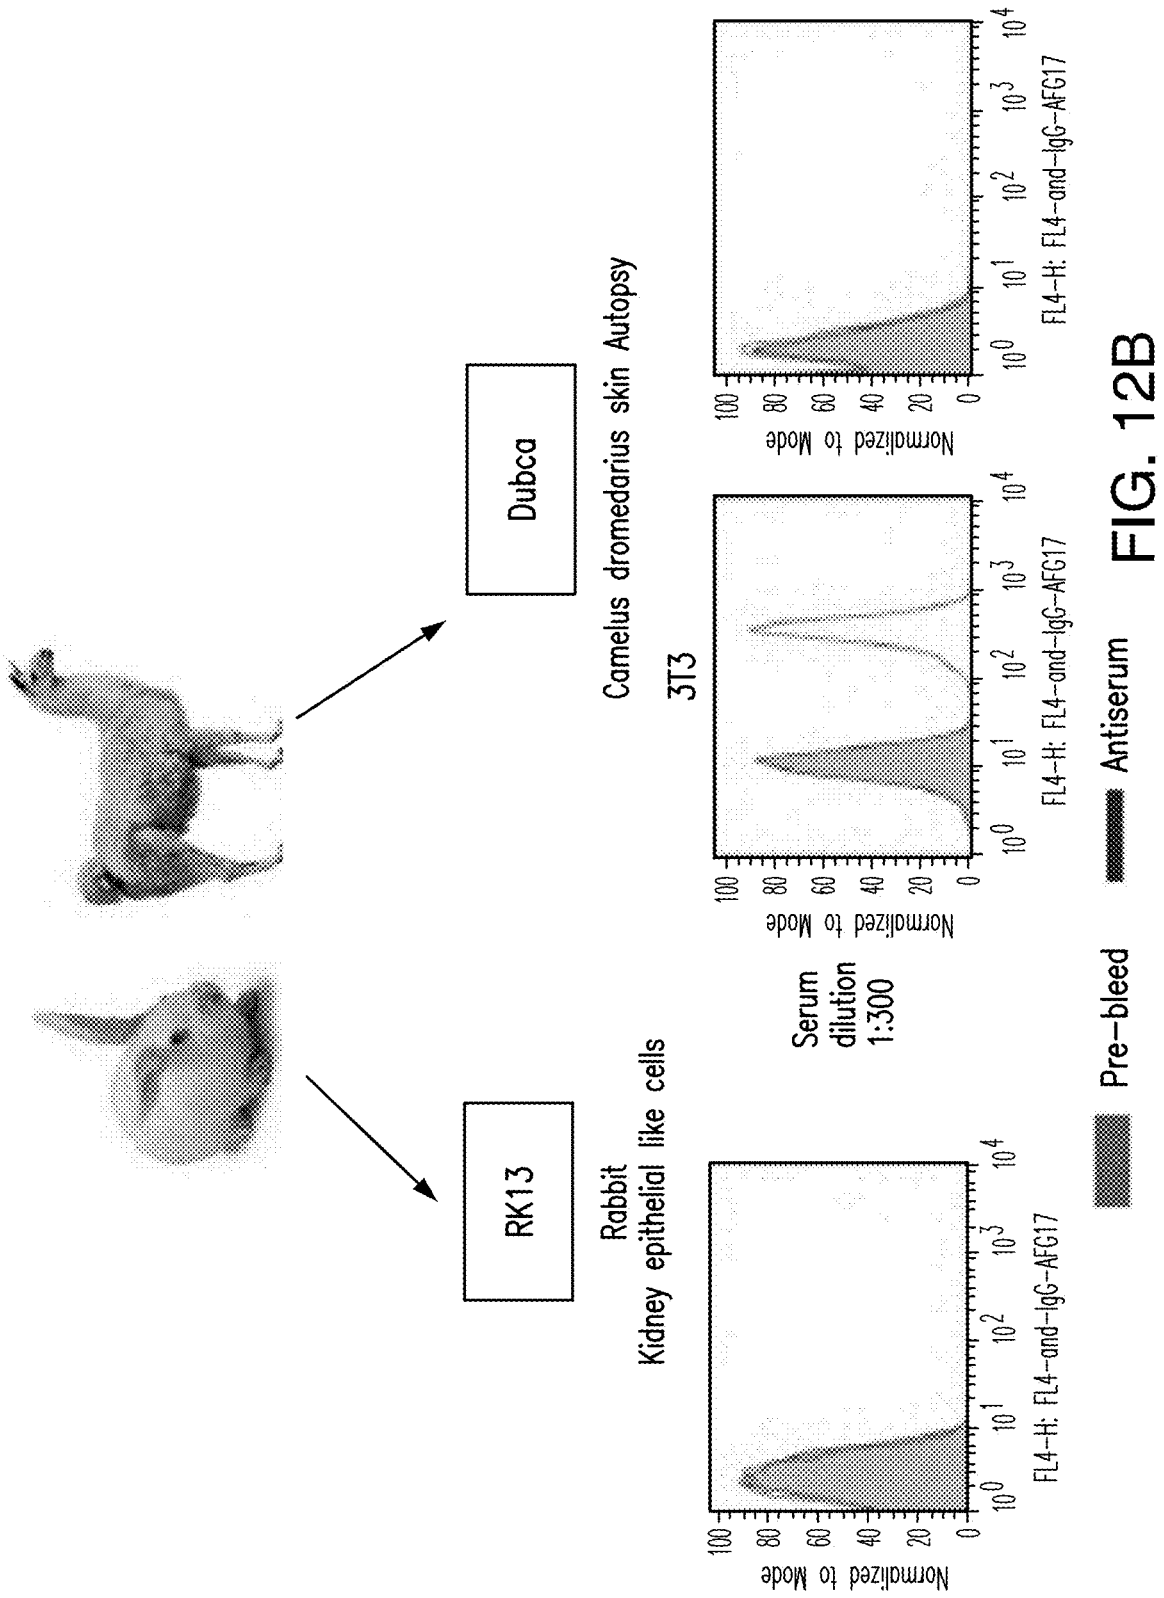 RK13
Rabbit
Kidney epithelial like cells
Dubca
Camelus dromedarius skin Autopsy
3T3
Serum
dilution
1:300
Normalized to Mode
100
80
60
40
20
0
10^0 10^1 10^2 10^3 10^4
FL4-H: FL4-and-IgG-AFG17
Normalized to Mode
100
80
60
40
20
0
10^0 10^1 10^2 10^3 10^4
FL4-H: FL4-and-IgG-AFG17
Normalized to Mode
100
80
60
40
20
0
10^0 10^1 10^2 10^3 10^4
FL4-H: FL4-and-IgG-AFG17
Pre-bleed Antiserum
FIG. 12B